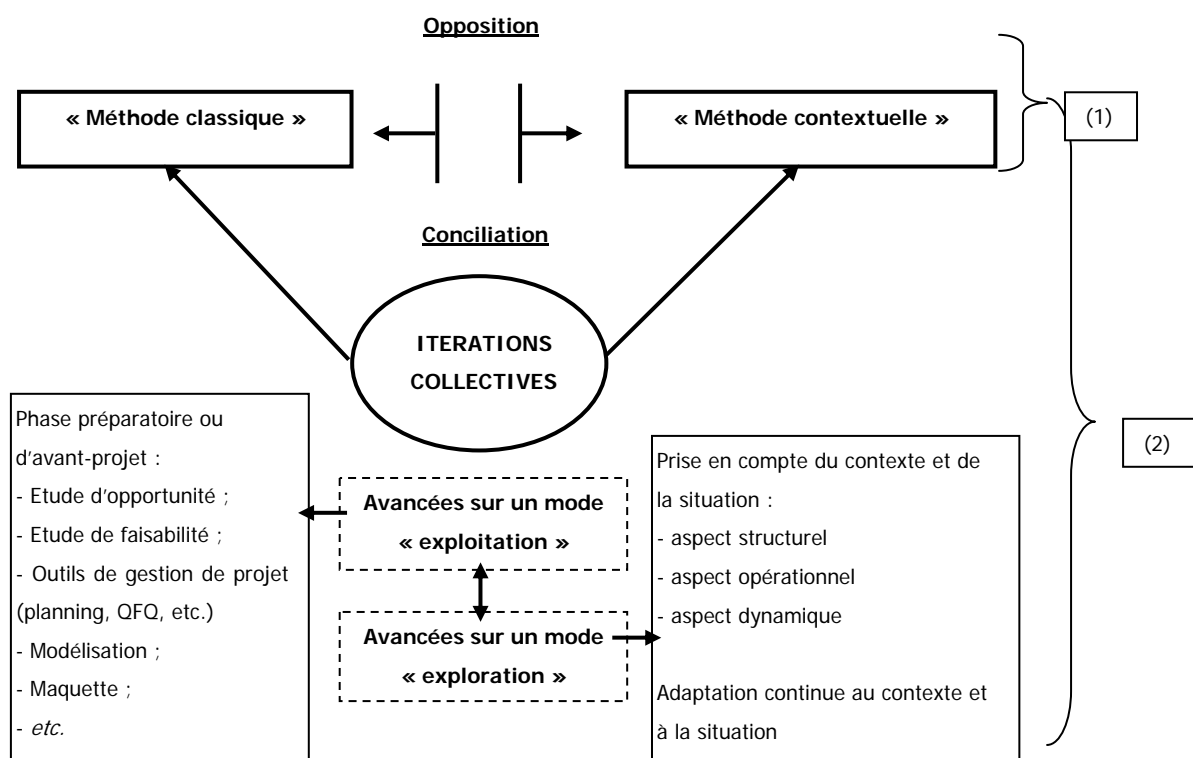 Opposition
« Méthode classique »
« Méthode contextuelle »
(1)
Conciliation
ITERATIONS
COLLECTIVES
Phase préparatoire ou
d'avant-projet :
- Etude d'opportunité ;
- Etude de faisabilité ;
- Outils de gestion de projet
(planning, QFQ, etc.)
- Modélisation ;
- Maquette ;
- etc.
Avancées sur un mode
« exploitation »
Avancées sur un mode
« exploration »
Prise en compte du contexte et de
la situation :
- aspect structurel
- aspect opérationnel
- aspect dynamique
Adaptation continue au contexte et
à la situation
(2)